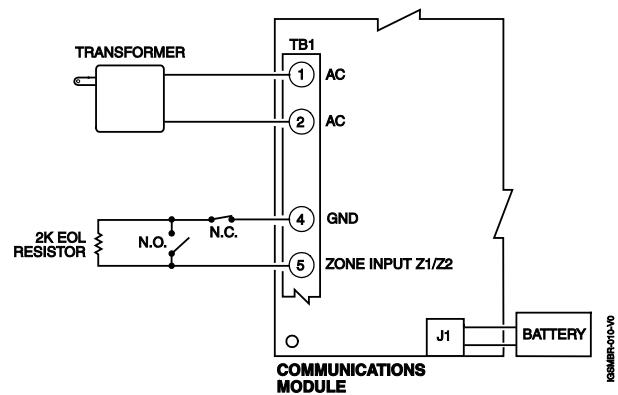 TB1
TRANSFORMER
1 AC
2 AC
4 GND
N.C.
N.O.
2K EOL
RESISTOR
5 ZONE INPUT Z1/Z2
J1
BATTERY
COMMUNICATIONS
MODULE
IGSMBR-010-V0